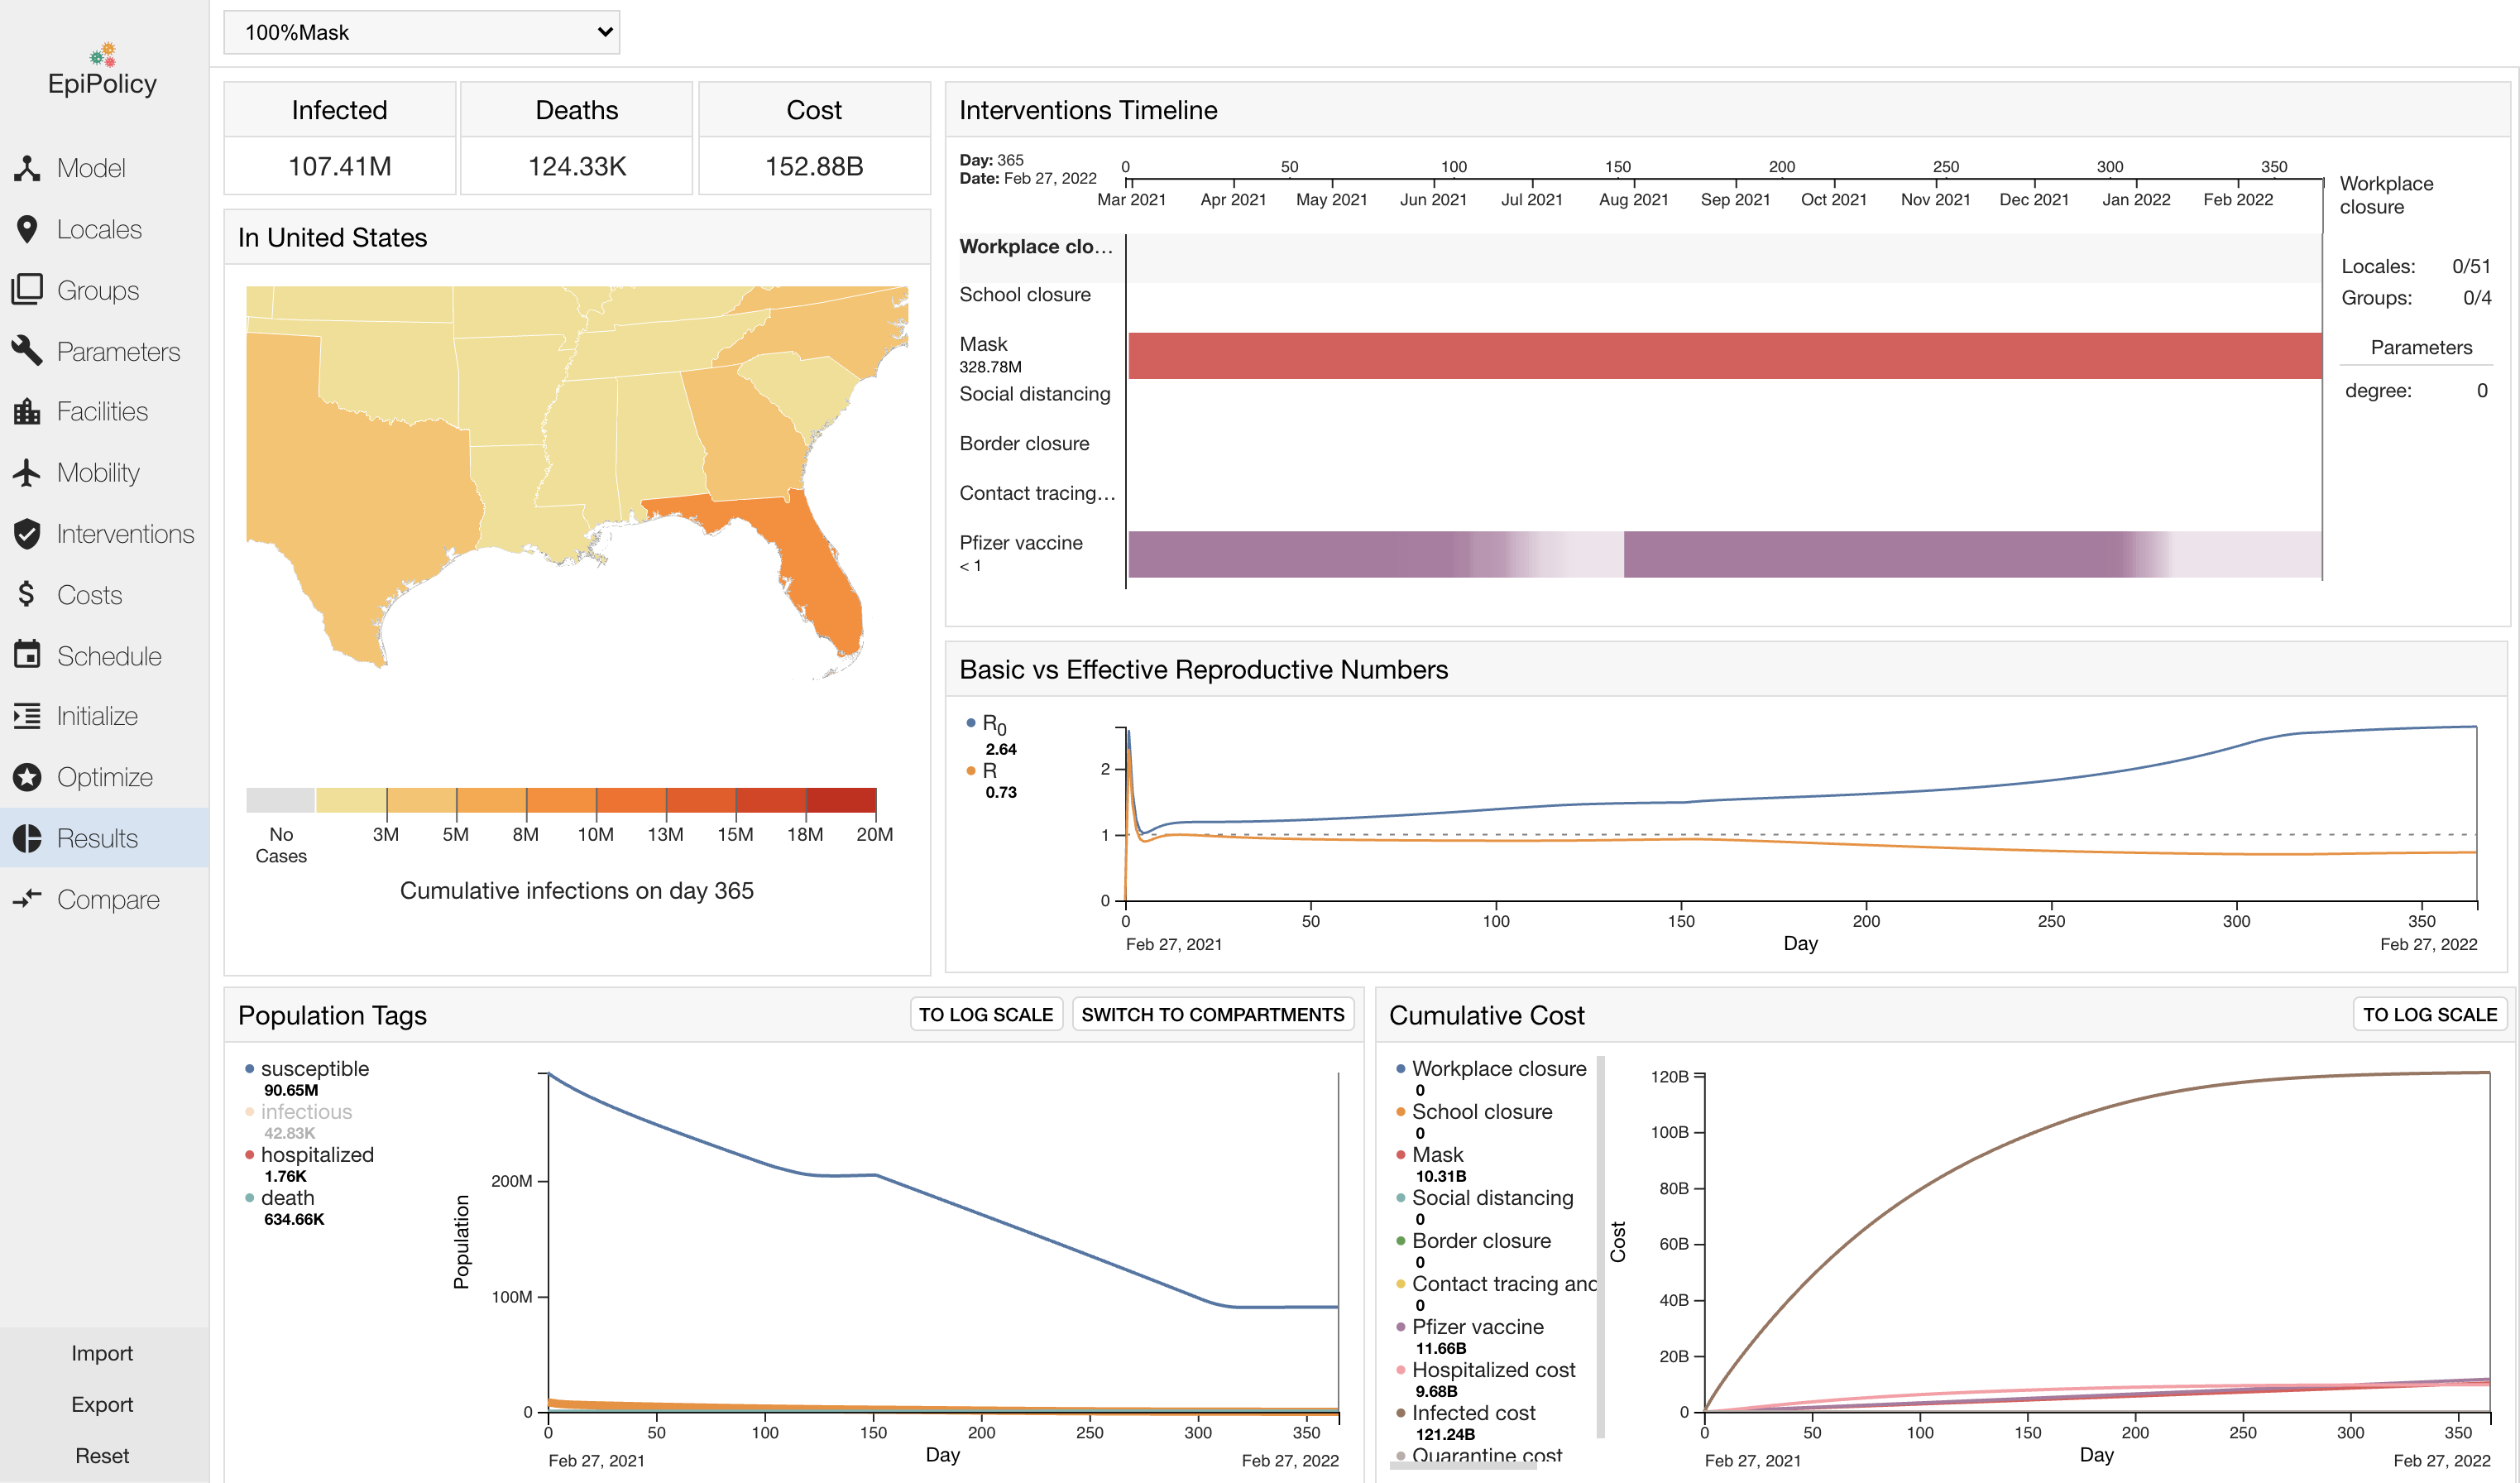 100%Mask
EpiPolicy
Model
Locales
Groups
Parameters
Facilities
Mobility
Interventions
Costs
Schedule
Initialize
Optimize
Results
Compare
Import
Export
Reset
Infected
107.41M
Deaths
124.33K
Cost
152.88B
In United States
No Cases
3M 5M 8M 10M 13M 15M 18M 20M
Cumulative infections on day 365
Interventions Timeline
Day: 365
Date: Feb 27, 2022
0 50 100 150 200 250 300 350
Mar 2021 Apr 2021 May 2021 Jun 2021 Jul 2021 Aug 2021 Sep 2021 Oct 2021 Nov 2021 Dec 2021 Jan 2022 Feb 2022
Workplace clo…
School closure
Mask
328.78M
Social distancing
Border closure
Contact tracing…
Pfizer vaccine
< 1
Workplace
closure
Locales: 0/51
Groups: 0/4
Parameters
degree: 0
Basic vs Effective Reproductive Numbers
R0
2.64
R
0.73
2
1
0
0 50 100 150 200 250 300 350
Feb 27, 2021 Day Feb 27, 2022
Population Tags
TO LOG SCALE
SWITCH TO COMPARTMENTS
susceptible
90.65M
infectious
42.83K
hospitalized
1.76K
death
634.66K
Population
200M
100M
0
0 50 100 150 200 250 300 350
Feb 27, 2021 Day Feb 27, 2022
Cumulative Cost
TO LOG SCALE
Workplace closure
0
School closure
0
Mask
10.31B
Social distancing
0
Border closure
0
Contact tracing and
0
Pfizer vaccine
11.66B
Hospitalized cost
9.68B
Infected cost
121.24B
Quarantine cost
Cost
120B
100B
80B
60B
40B
20B
0
0 50 100 150 200 250 300 350
Feb 27, 2021 Day Feb 27, 2022